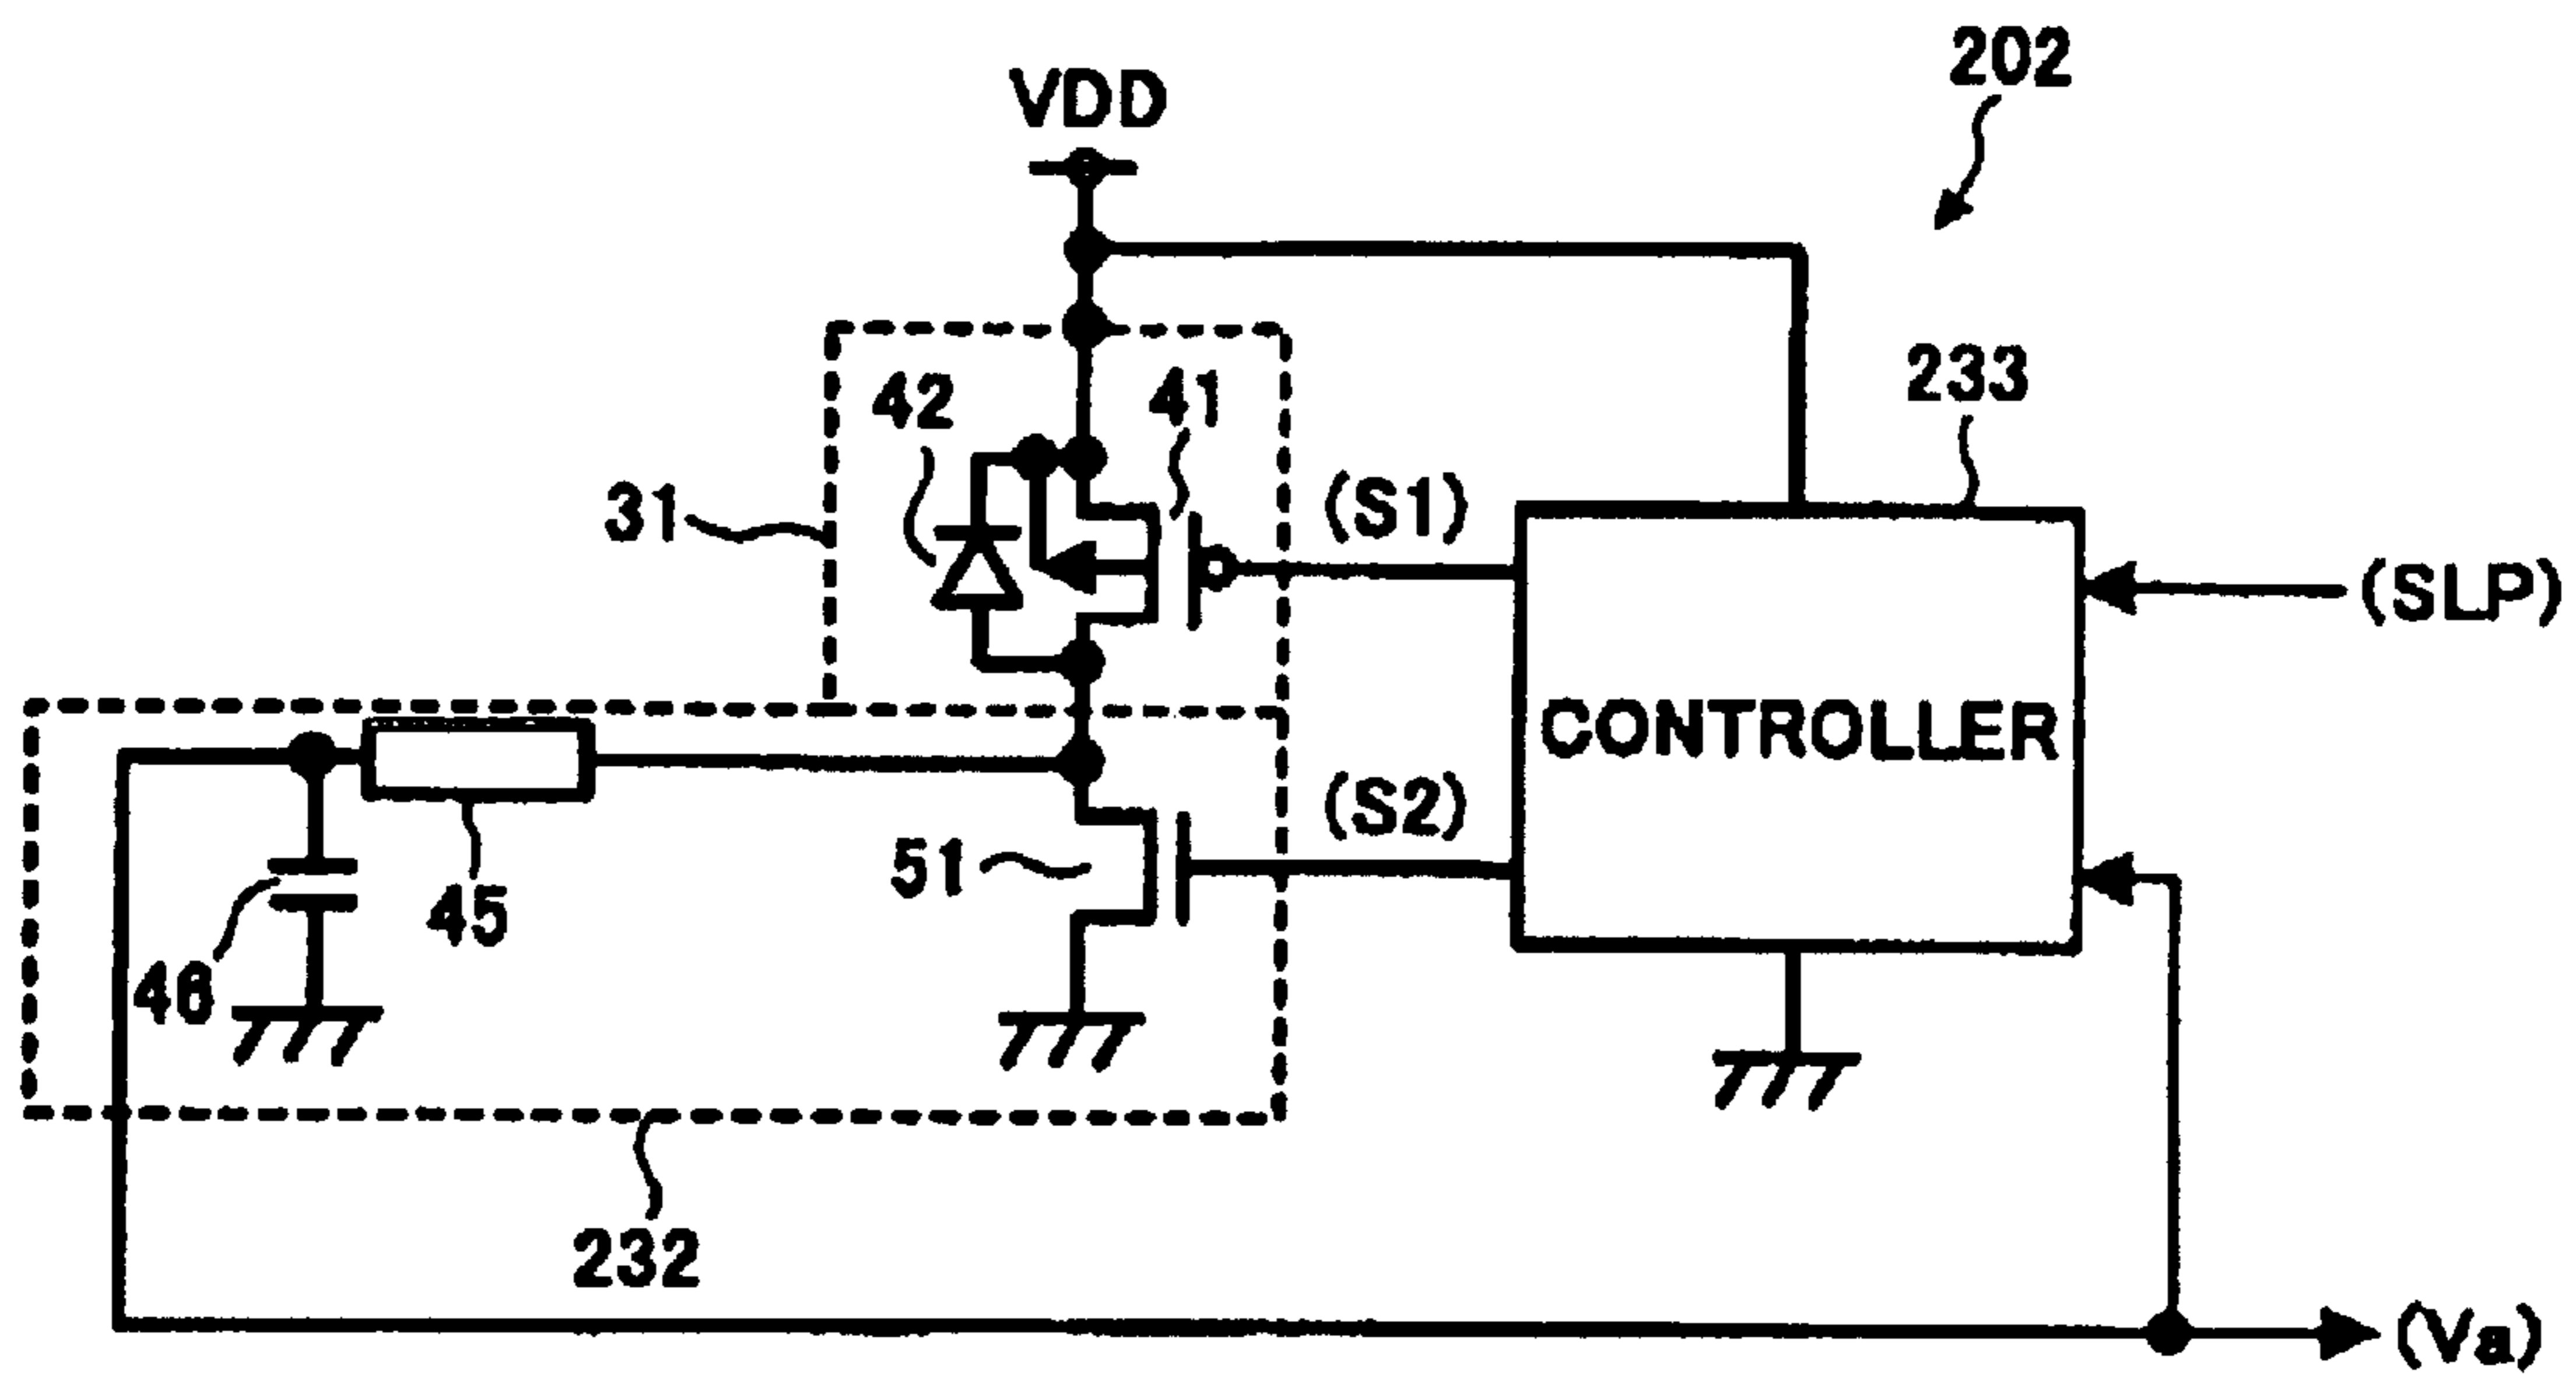 202
VDD
233
42
41
31
(S1)
(SLP)
CONTROLLER
(S2)
51
45
46
232
(Va)